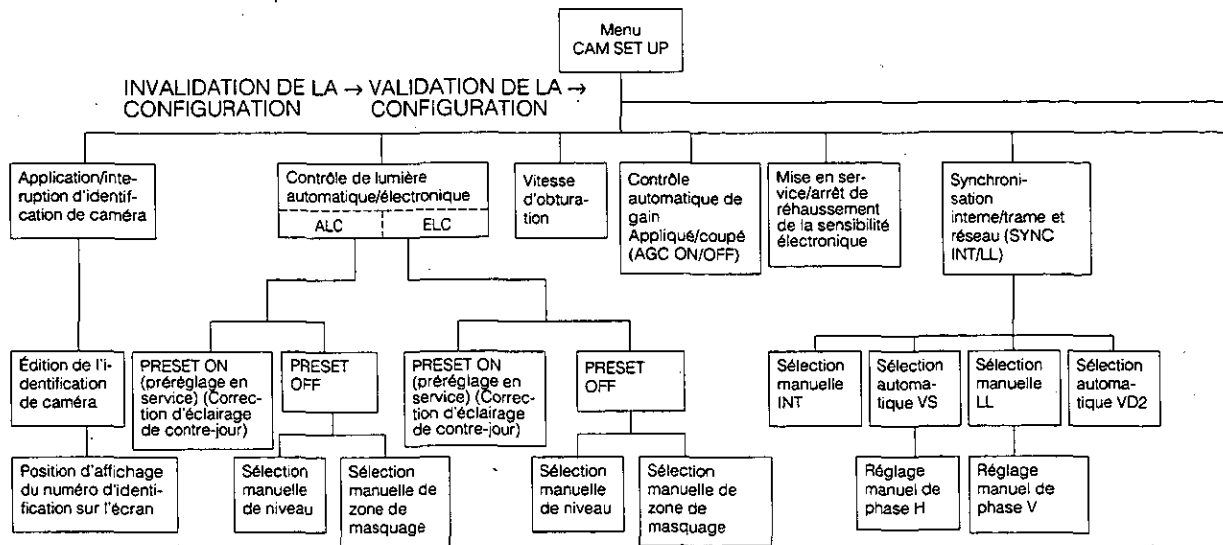 Menu
CAM SET UP
INVALIDATION DE LA → VALIDATION DE LA →
CONFIGURATION CONFIGURATION
Application/inte-
ruption d'identifi-
cation de caméra
Contrôle de lumière
automatique/électronique
ALC
ELC
Vitesse
d'obtura-
tion
Contrôle
automatique de
gain
Appliqué/coupé
(AGC ON/OFF)
Mise en ser-
vice/arrêt de
réhaussement
de la sensibilité
électronique
Synchroni-
sation
interne/trame et
réseau (SYNC
INT/LL)
Édition de l'i-
dentification
de caméra
PRESET ON
(préréglage en
service) (Correc-
tion d'éclairage
de contre-jour)
PRESET
OFF
PRESET ON
(préréglage en
service) (Correc-
tion d'éclairage
de contre-jour)
PRESET
OFF
Sélection
manuelle
INT
Sélection
automa-
tique VS
Sélection
manuelle
LL
Sélection
automa-
tique VD2
Position d'affichage
du numéro d'identi-
fication sur l'écran
Sélection
manuelle
de niveau
Sélection
manuelle de
zone de
masquage
Sélection
manuelle
de niveau
Sélection
manuelle de
zone de
masquage
Réglage
manuel de
phase H
Réglage
manuel de
phase V